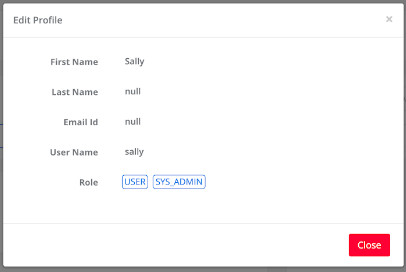 Edit Profile ×
First Name Sally
Last Name null
Email Id null
User Name sally
Role USER SYS_ADMIN
Close